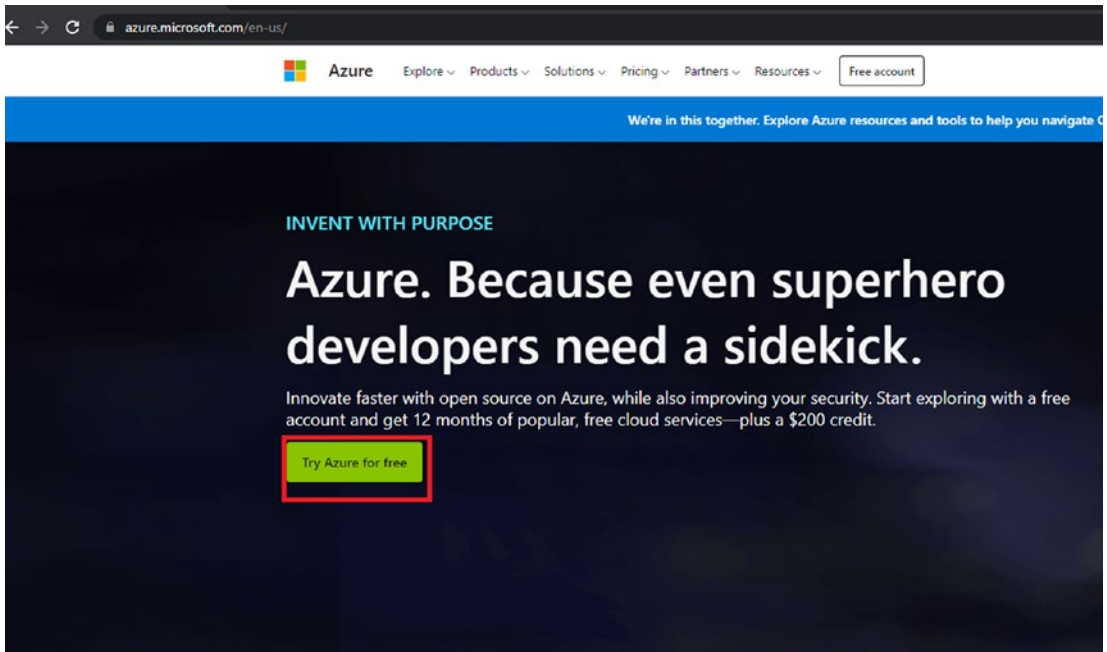 azure.microsoft.com/en-us/
Azure Explore Products Solutions Pricing Partners Resources Free account
We're in this together. Explore Azure resources and tools to help you navigate
INVENT WITH PURPOSE
Azure. Because even superhero
developers need a sidekick.
Innovate faster with open source on Azure, while also improving your security. Start exploring with a free
account and get 12 months of popular, free cloud services—plus a $200 credit.
Try Azure for free